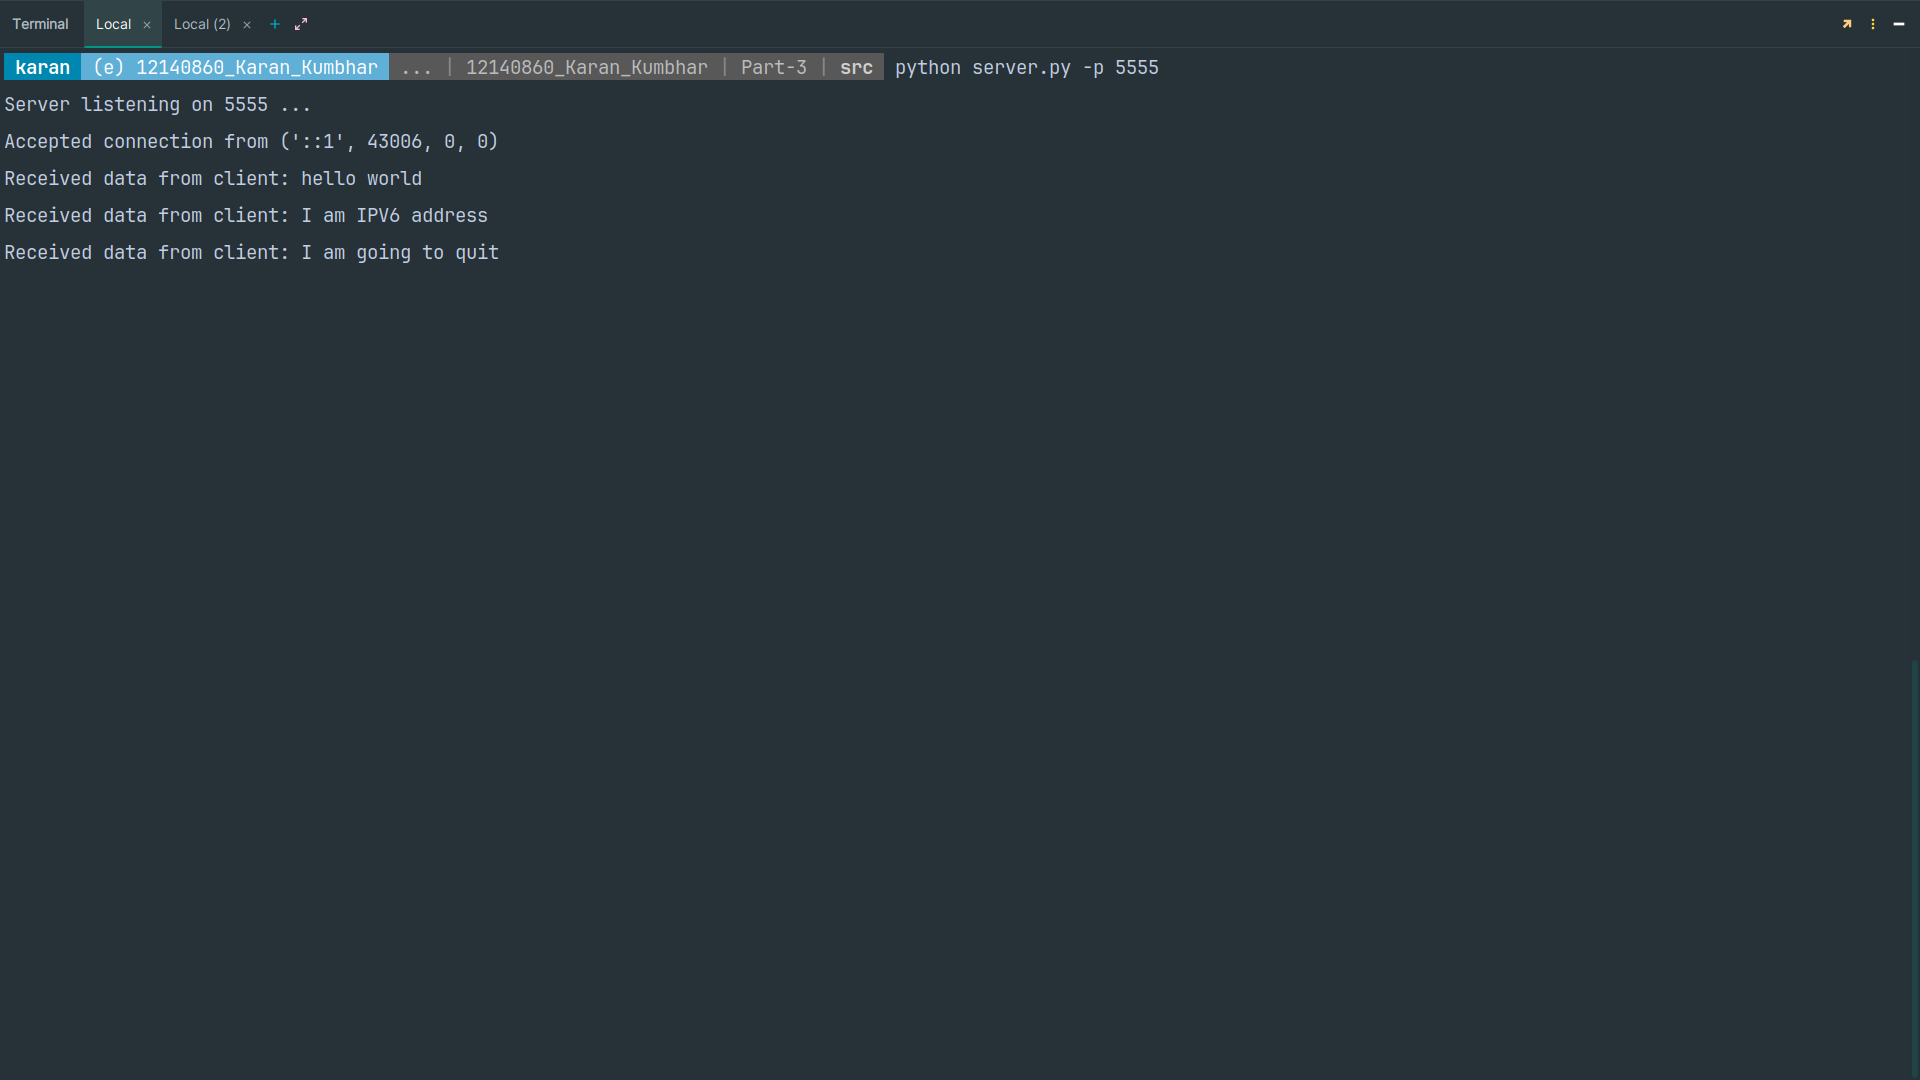 Terminal Local × Local (2) × +
karan (e) 12140860_Karan_Kumbhar ... | 12140860_Karan_Kumbhar | Part-3 | src python server.py -p 5555
Server listening on 5555 ...
Accepted connection from ('::1', 43006, 0, 0)
Received data from client: hello world
Received data from client: I am IPV6 address
Received data from client: I am going to quit